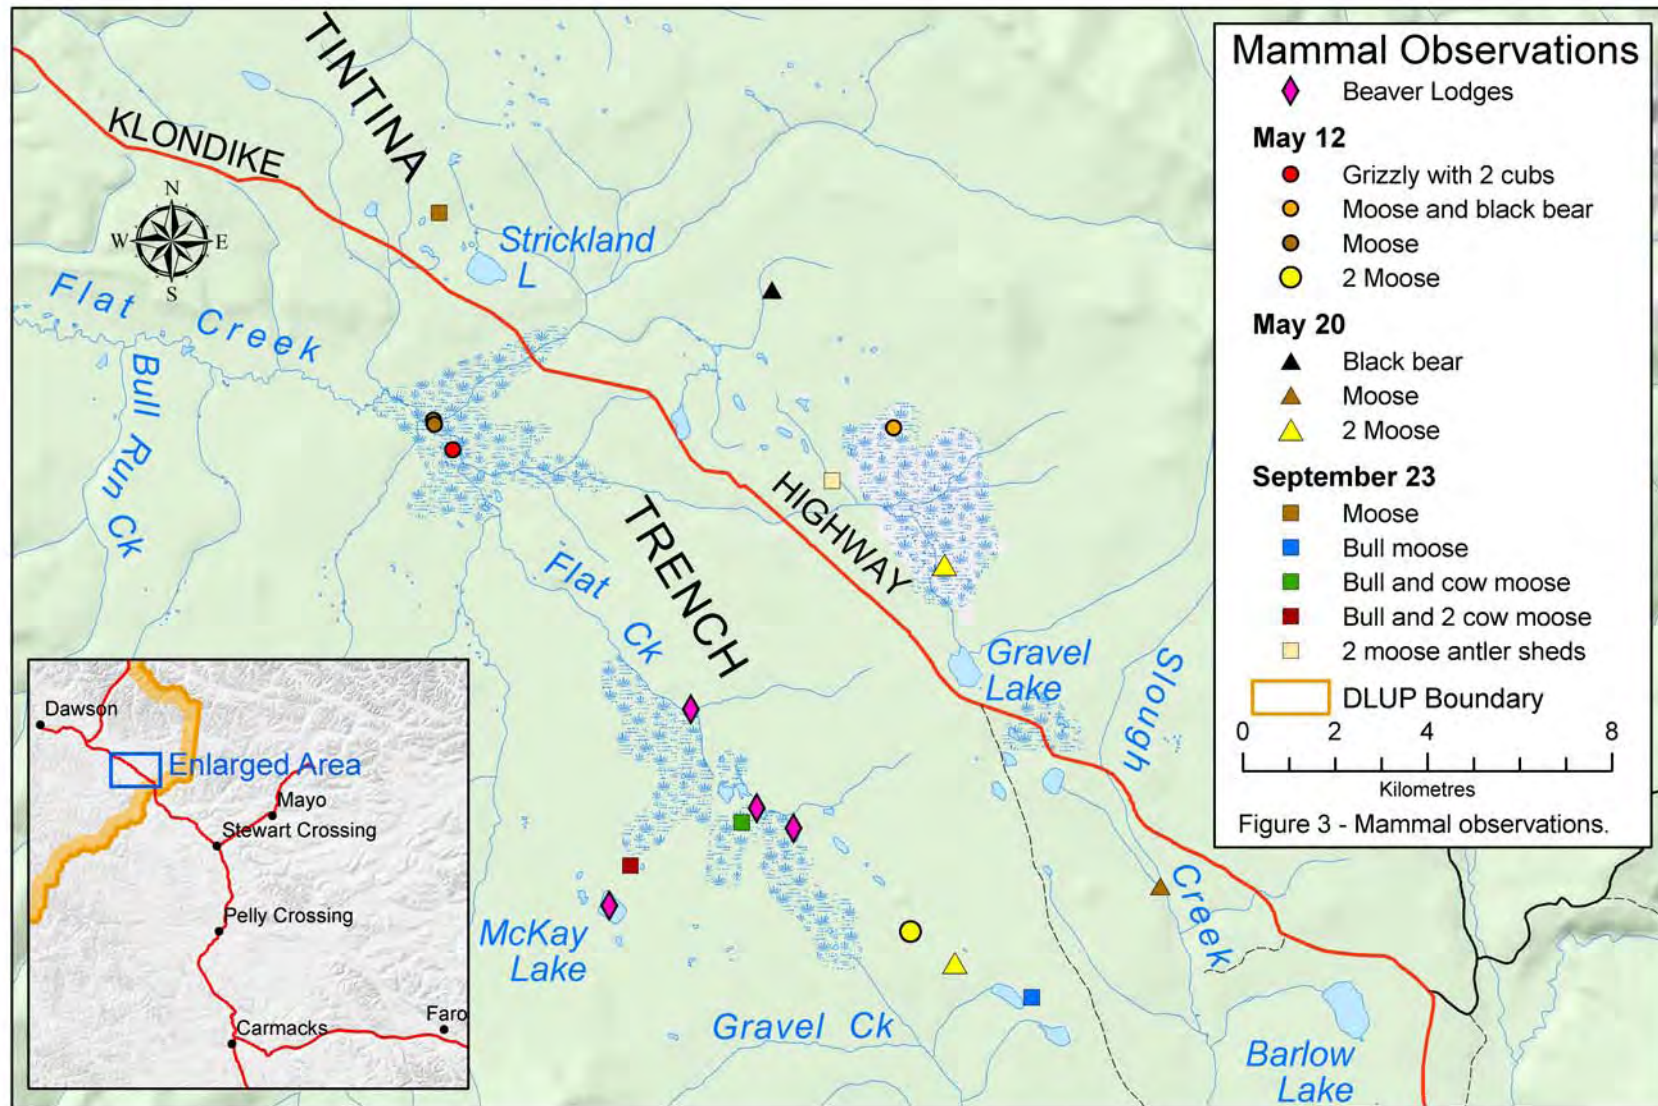 TINTINA
KLONDIKE
N
W
E
S
Strickland
L
Flat Creek
Bull Run Ck
TRENCH
HIGHWAY
Flat Ck
Gravel
Lake
Slough
Creek
McKay
Lake
Gravel Ck
Barlow
Lake
Mammal Observations
Beaver Lodges
May 12
Grizzly with 2 cubs
Moose and black bear
Moose
2 Moose
May 20
Black bear
Moose
2 Moose
September 23
Moose
Bull moose
Bull and cow moose
Bull and 2 cow moose
2 moose antler sheds
DLUP Boundary
0 2 4 8
Kilometres
Figure 3 - Mammal observations.
Dawson
Enlarged Area
Mayo
Stewart Crossing
Pelly Crossing
Carmacks
Faro